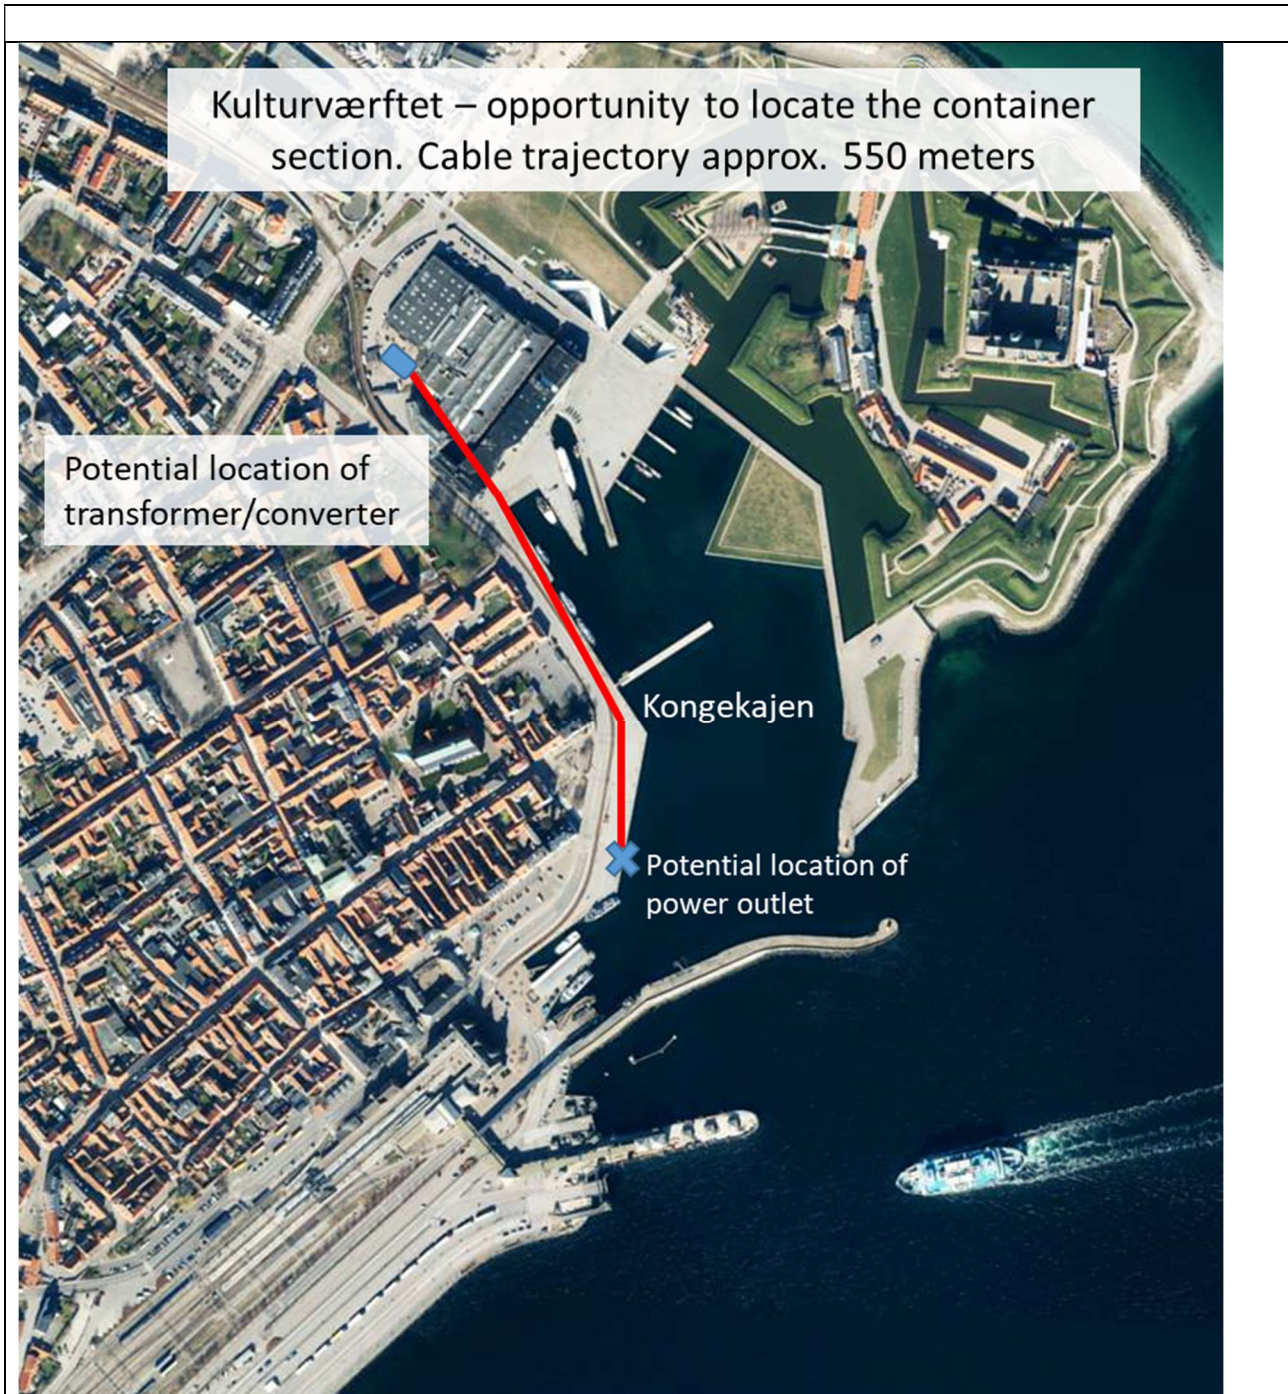 Kulturværftet – opportunity to locate the container
section. Cable trajectory approx. 550 meters
Potential location of
transformer/converter
Kongekajen
Potential location of
power outlet